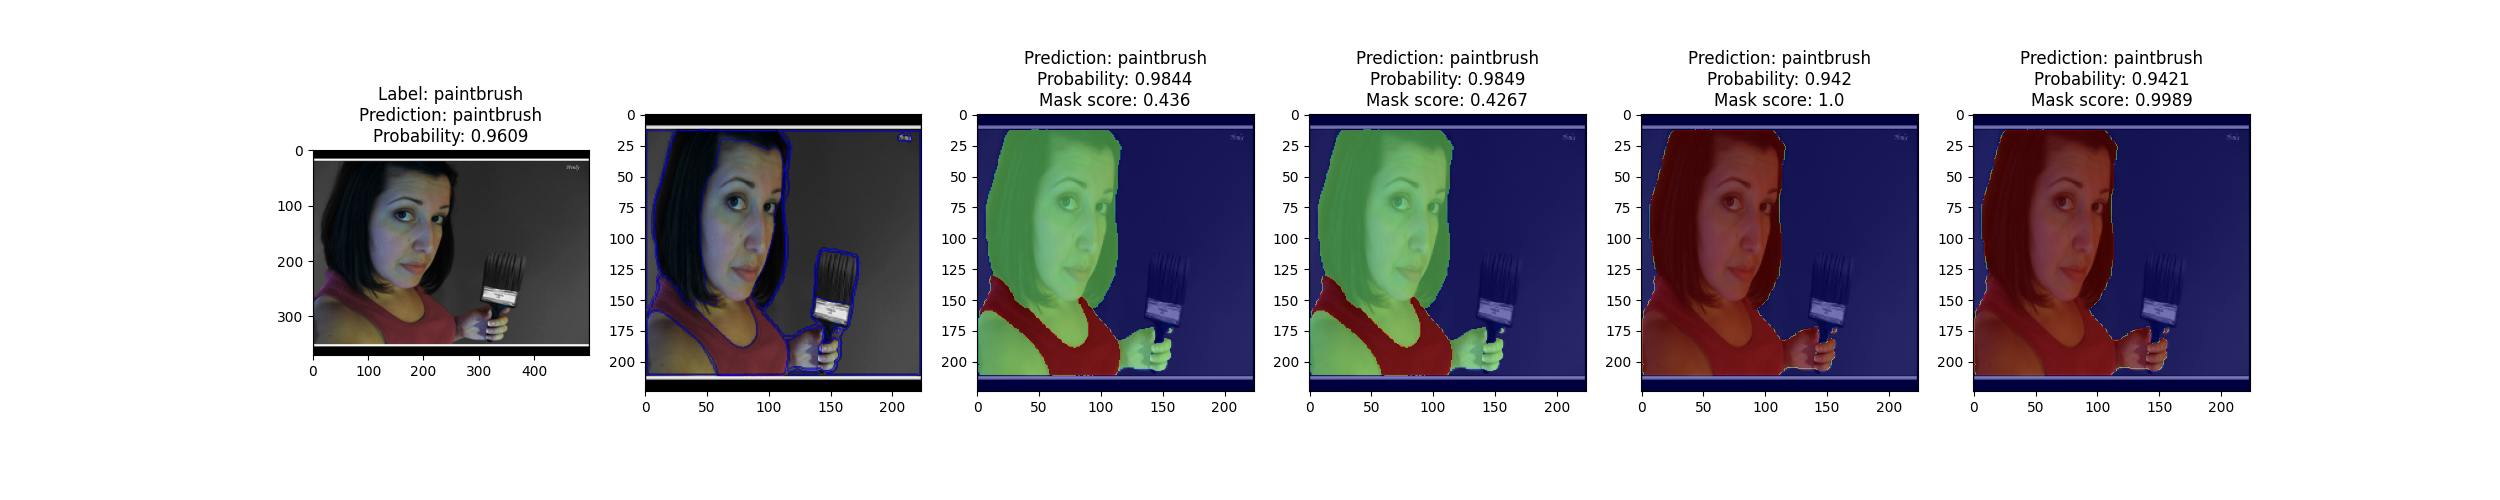 Label: paintbrush
Prediction: paintbrush
Probability: 0.9609
0
100
200
300
0 100 200 300 400
0
25
50
75
100
125
150
175
200
0 50 100 150 200
Prediction: paintbrush
Probability: 0.9844
Mask score: 0.436
0
25
50
75
100
125
150
175
200
0 50 100 150 200
Prediction: paintbrush
Probability: 0.9849
Mask score: 0.4267
0
25
50
75
100
125
150
175
200
0 50 100 150 200
Prediction: paintbrush
Probability: 0.942
Mask score: 1.0
0
25
50
75
100
125
150
175
200
0 50 100 150 200
Prediction: paintbrush
Probability: 0.9421
Mask score: 0.9989
0
25
50
75
100
125
150
175
200
0 50 100 150 200